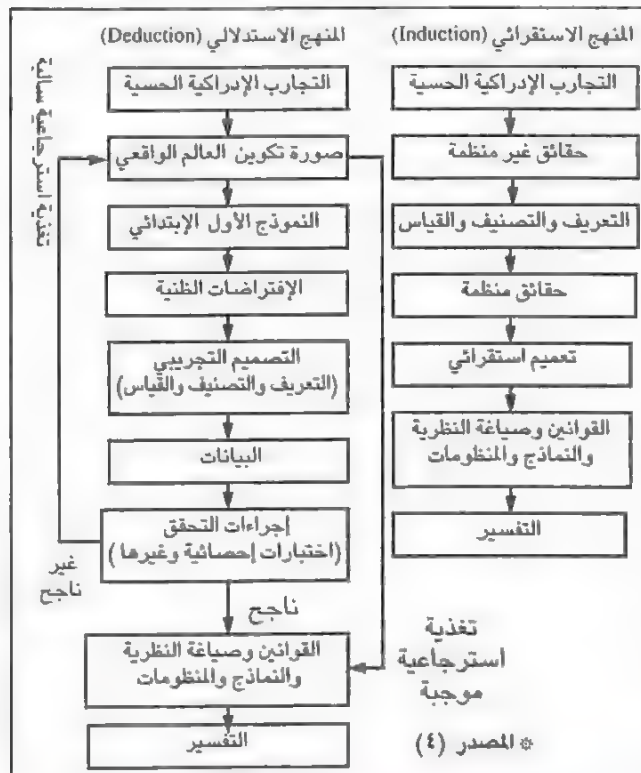 المنهج الاستقرائي (Induction)
التجارب الإدراكية الحسية
حقائق غير منظمة
التعريف والتصنيف والقياس
حقائق منظمة
تعميم استقرائي
القوانين وصياغة النظرية
والنماذج والمنظومات
التفسير
المنهج الاستدلالي (Deduction)
التجارب الإدراكية الحسية
صورة تكوين العالم الواقعي
النموذج الأول الإبتدائي
الإفتراضات الظنية
التصميم التجريبي
(التعريف والتصنيف والقياس)
البيانات
إجراءات التحقق
(اختبارات إحصائية وغيرها)
ناجح
القوانين وصياغة النظرية
والنماذج والمنظومات
التفسير
تغذية استرجاعية سالبة
غير
ناجح
تغذية
استرجاعية
موجبة
* المصدر (٤)